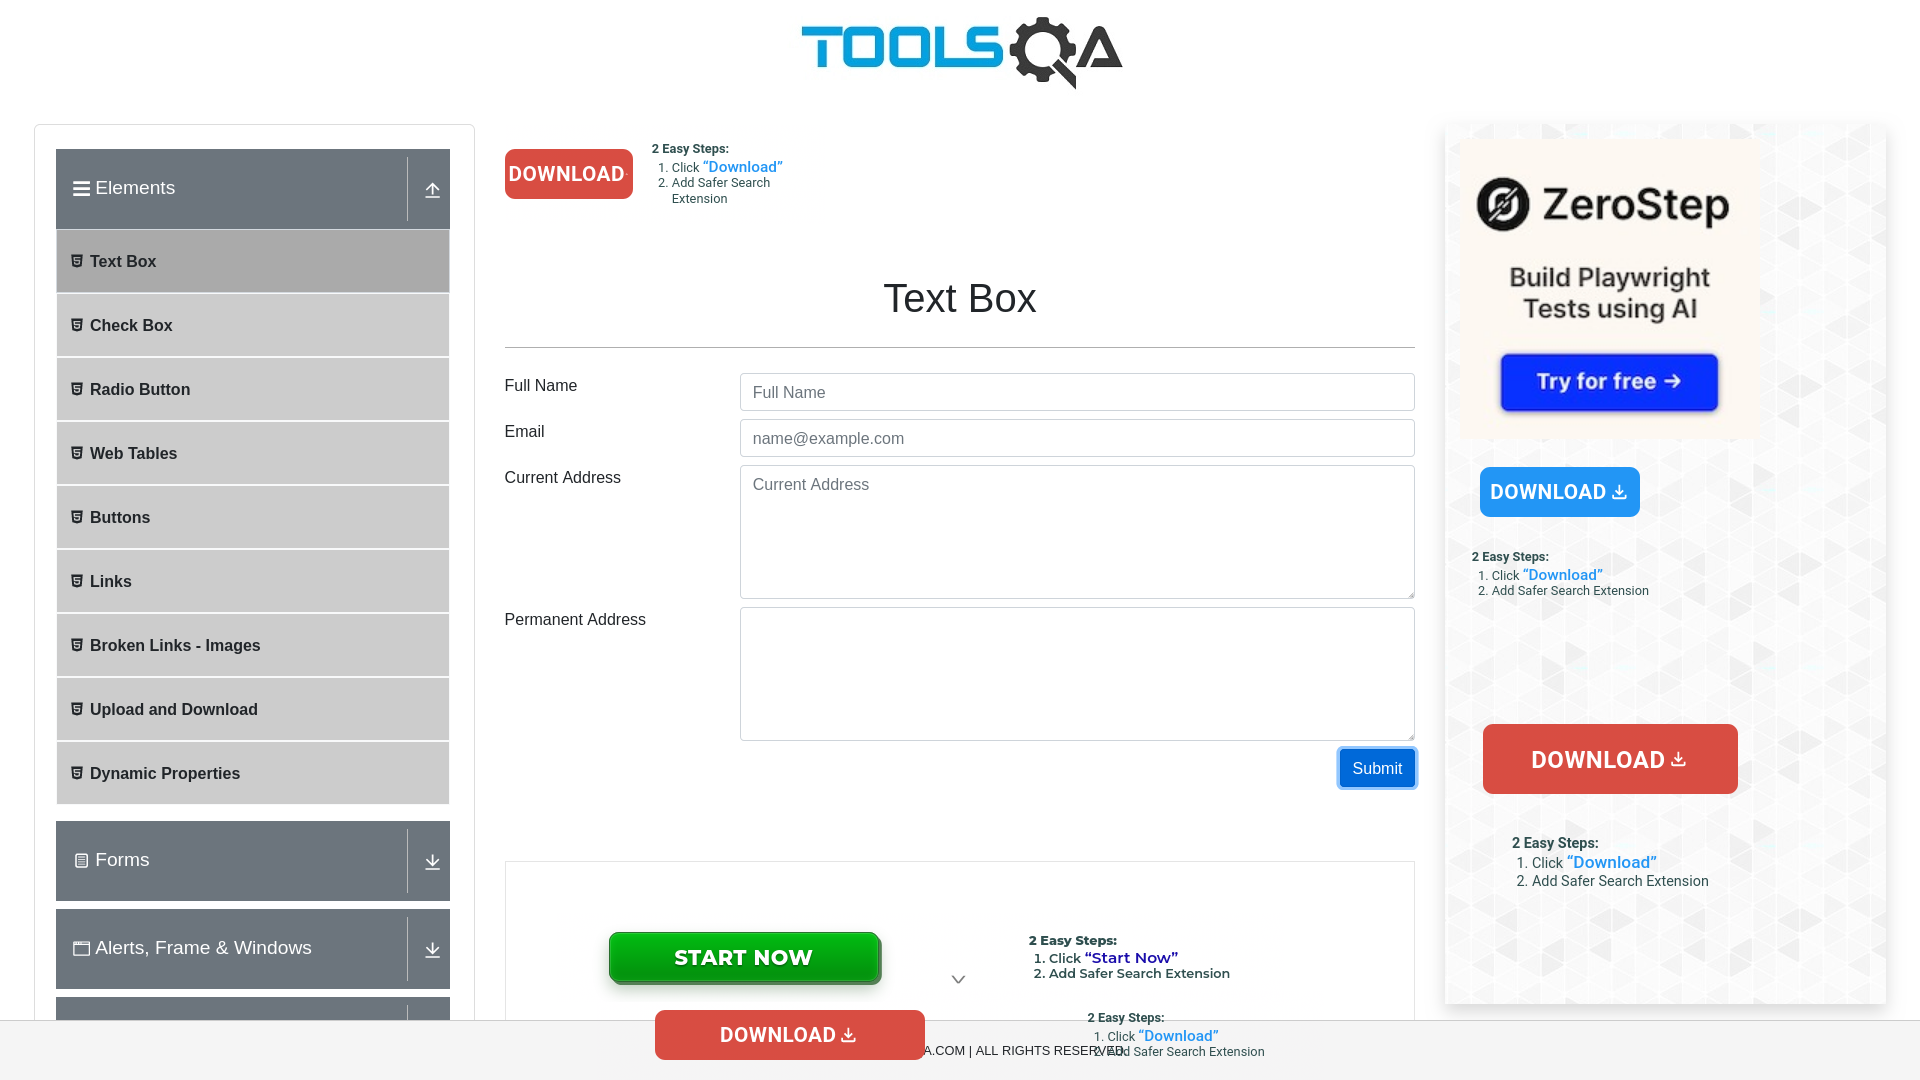 TOOLSQA
Elements
Text Box
Check Box
Radio Button
Web Tables
Buttons
Links
Broken Links - Images
Upload and Download
Dynamic Properties
Forms
Alerts, Frame & Windows
DOWNLOAD
2 Easy Steps:
1. Click “Download”
2. Add Safer Search
Extension
Text Box
Full Name
Full Name
Email
name@example.com
Current Address
Current Address
Permanent Address
Submit
START NOW
2 Easy Steps:
1. Click “Start Now”
2. Add Safer Search Extension
DOWNLOAD
2 Easy Steps:
1. Click “Download”
2. Add Safer Search Extension
A.COM | ALL RIGHTS RESERVED.
ZeroStep
Build Playwright
Tests using AI
Try for free →
DOWNLOAD
2 Easy Steps:
1. Click “Download”
2. Add Safer Search Extension
DOWNLOAD
2 Easy Steps:
1. Click “Download”
2. Add Safer Search Extension